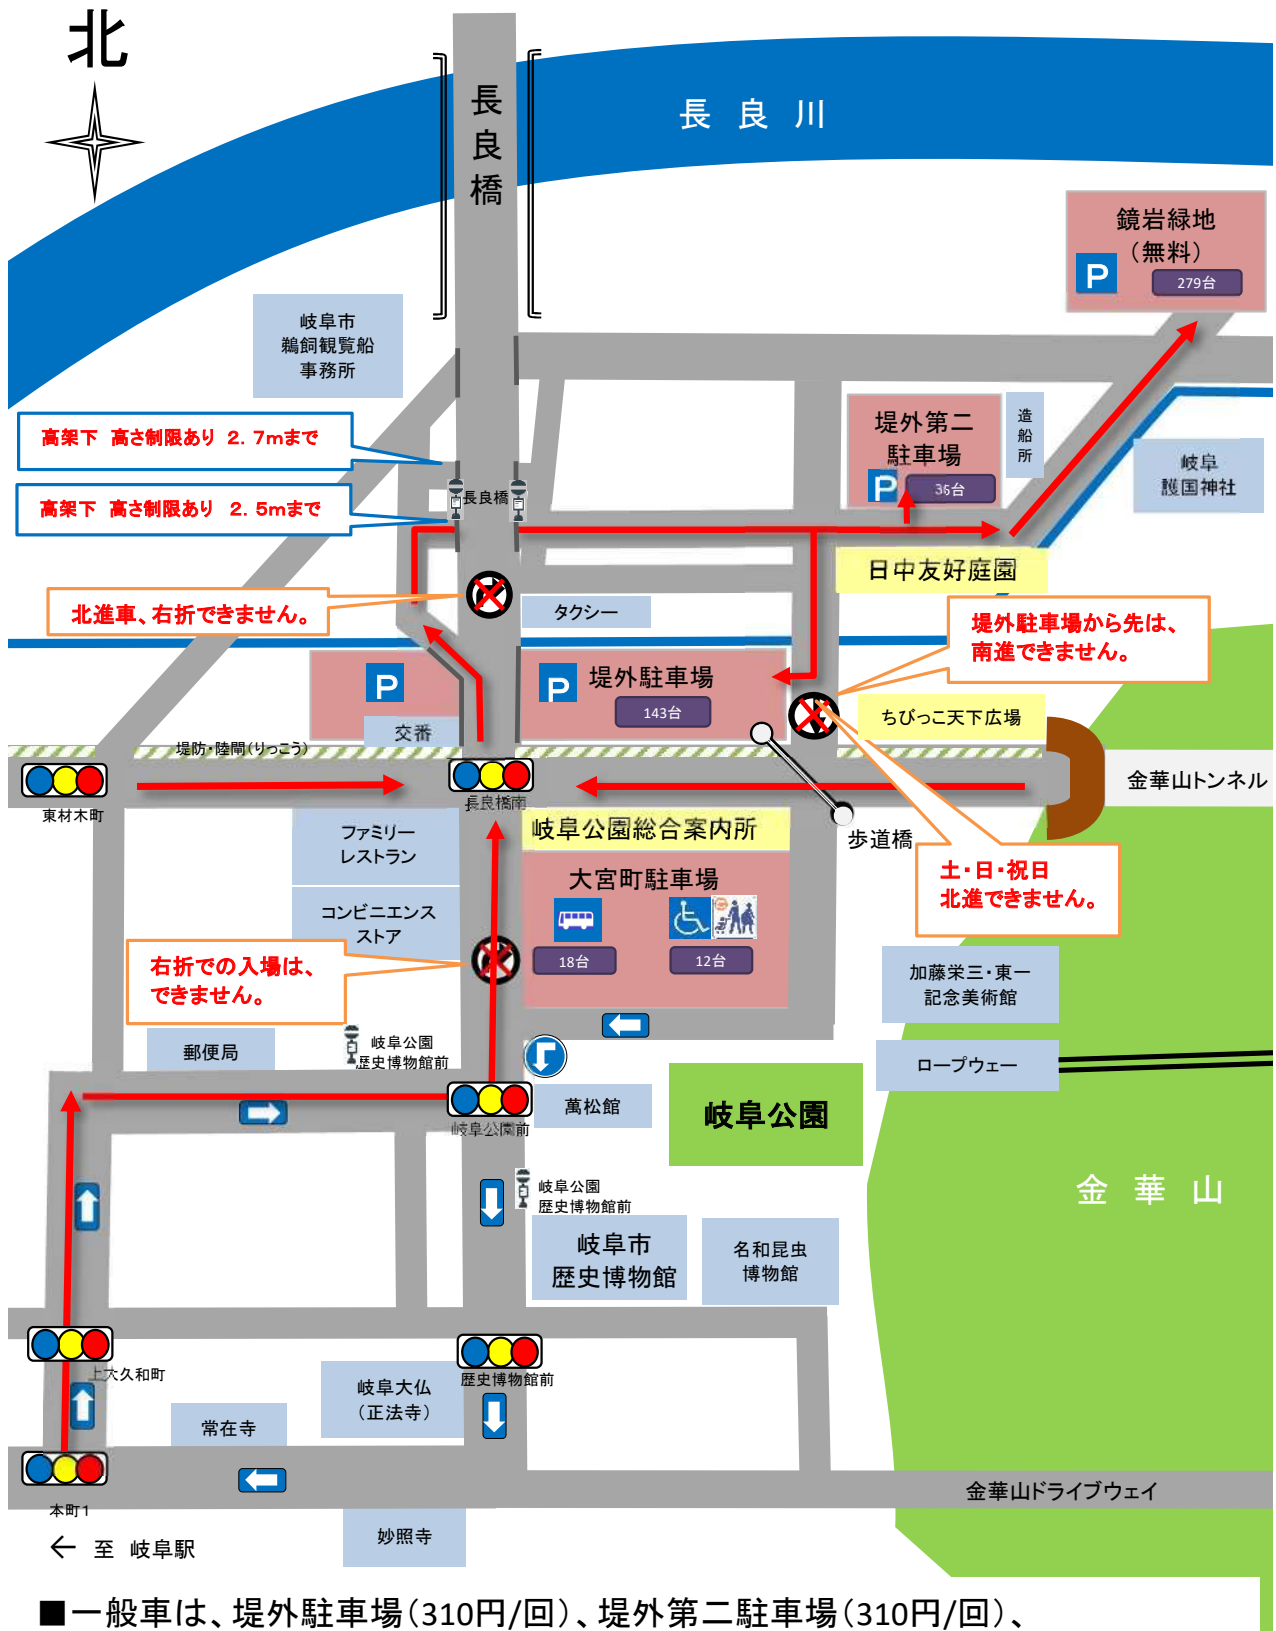 北
長良橋
長良川
鏡岩緑地
（無料）
P
279台
岐阜市
鵜飼観覧船
事務所
堤外第二
駐車場
P
36台
造船所
岐阜
護国神社
高架下 高さ制限あり 2.7mまで
高架下 高さ制限あり 2.5mまで
長良橋
日中友好庭園
北進車、右折できません。
タクシー
堤外駐車場から先は、
南進できません。
P
交番
P
堤外駐車場
143台
ちびっこ天下広場
堤防・陸閘（りっこう）
東材木町
長良橋南
金華山トンネル
ファミリー
レストラン
岐阜公園総合案内所
歩道橋
大宮町駐車場
18台
12台
土・日・祝日
北進できません。
コンビニエンス
ストア
右折での入場は、
できません。
加藤栄三・東一
記念美術館
郵便局
岐阜公園
歴史博物館前
ロープウェー
岐阜公園前
萬松館
岐阜公園
金華山
岐阜公園
歴史博物館前
岐阜市
歴史博物館
名和昆虫
博物館
上大久和町
歴史博物館前
岐阜大仏
（正法寺）
常在寺
本町1
金華山ドライブウェイ
← 至 岐阜駅
妙照寺
■一般車は、堤外駐車場（310円/回）、堤外第二駐車場（310円/回）、